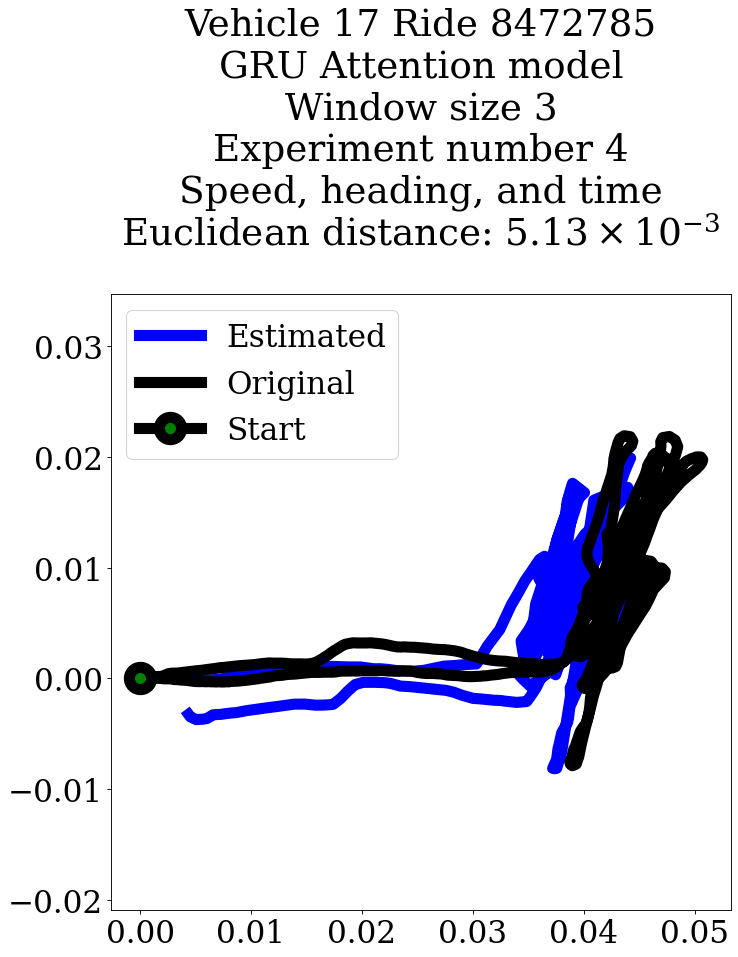 Vehicle 17 Ride 8472785
GRU Attention model
Window size 3
Experiment number 4
Speed, heading, and time
Euclidean distance: 5.13 × 10⁻³
Estimated
Original
Start
0.03
0.02
0.01
0.00
−0.01
−0.02
0.00 0.01 0.02 0.03 0.04 0.05